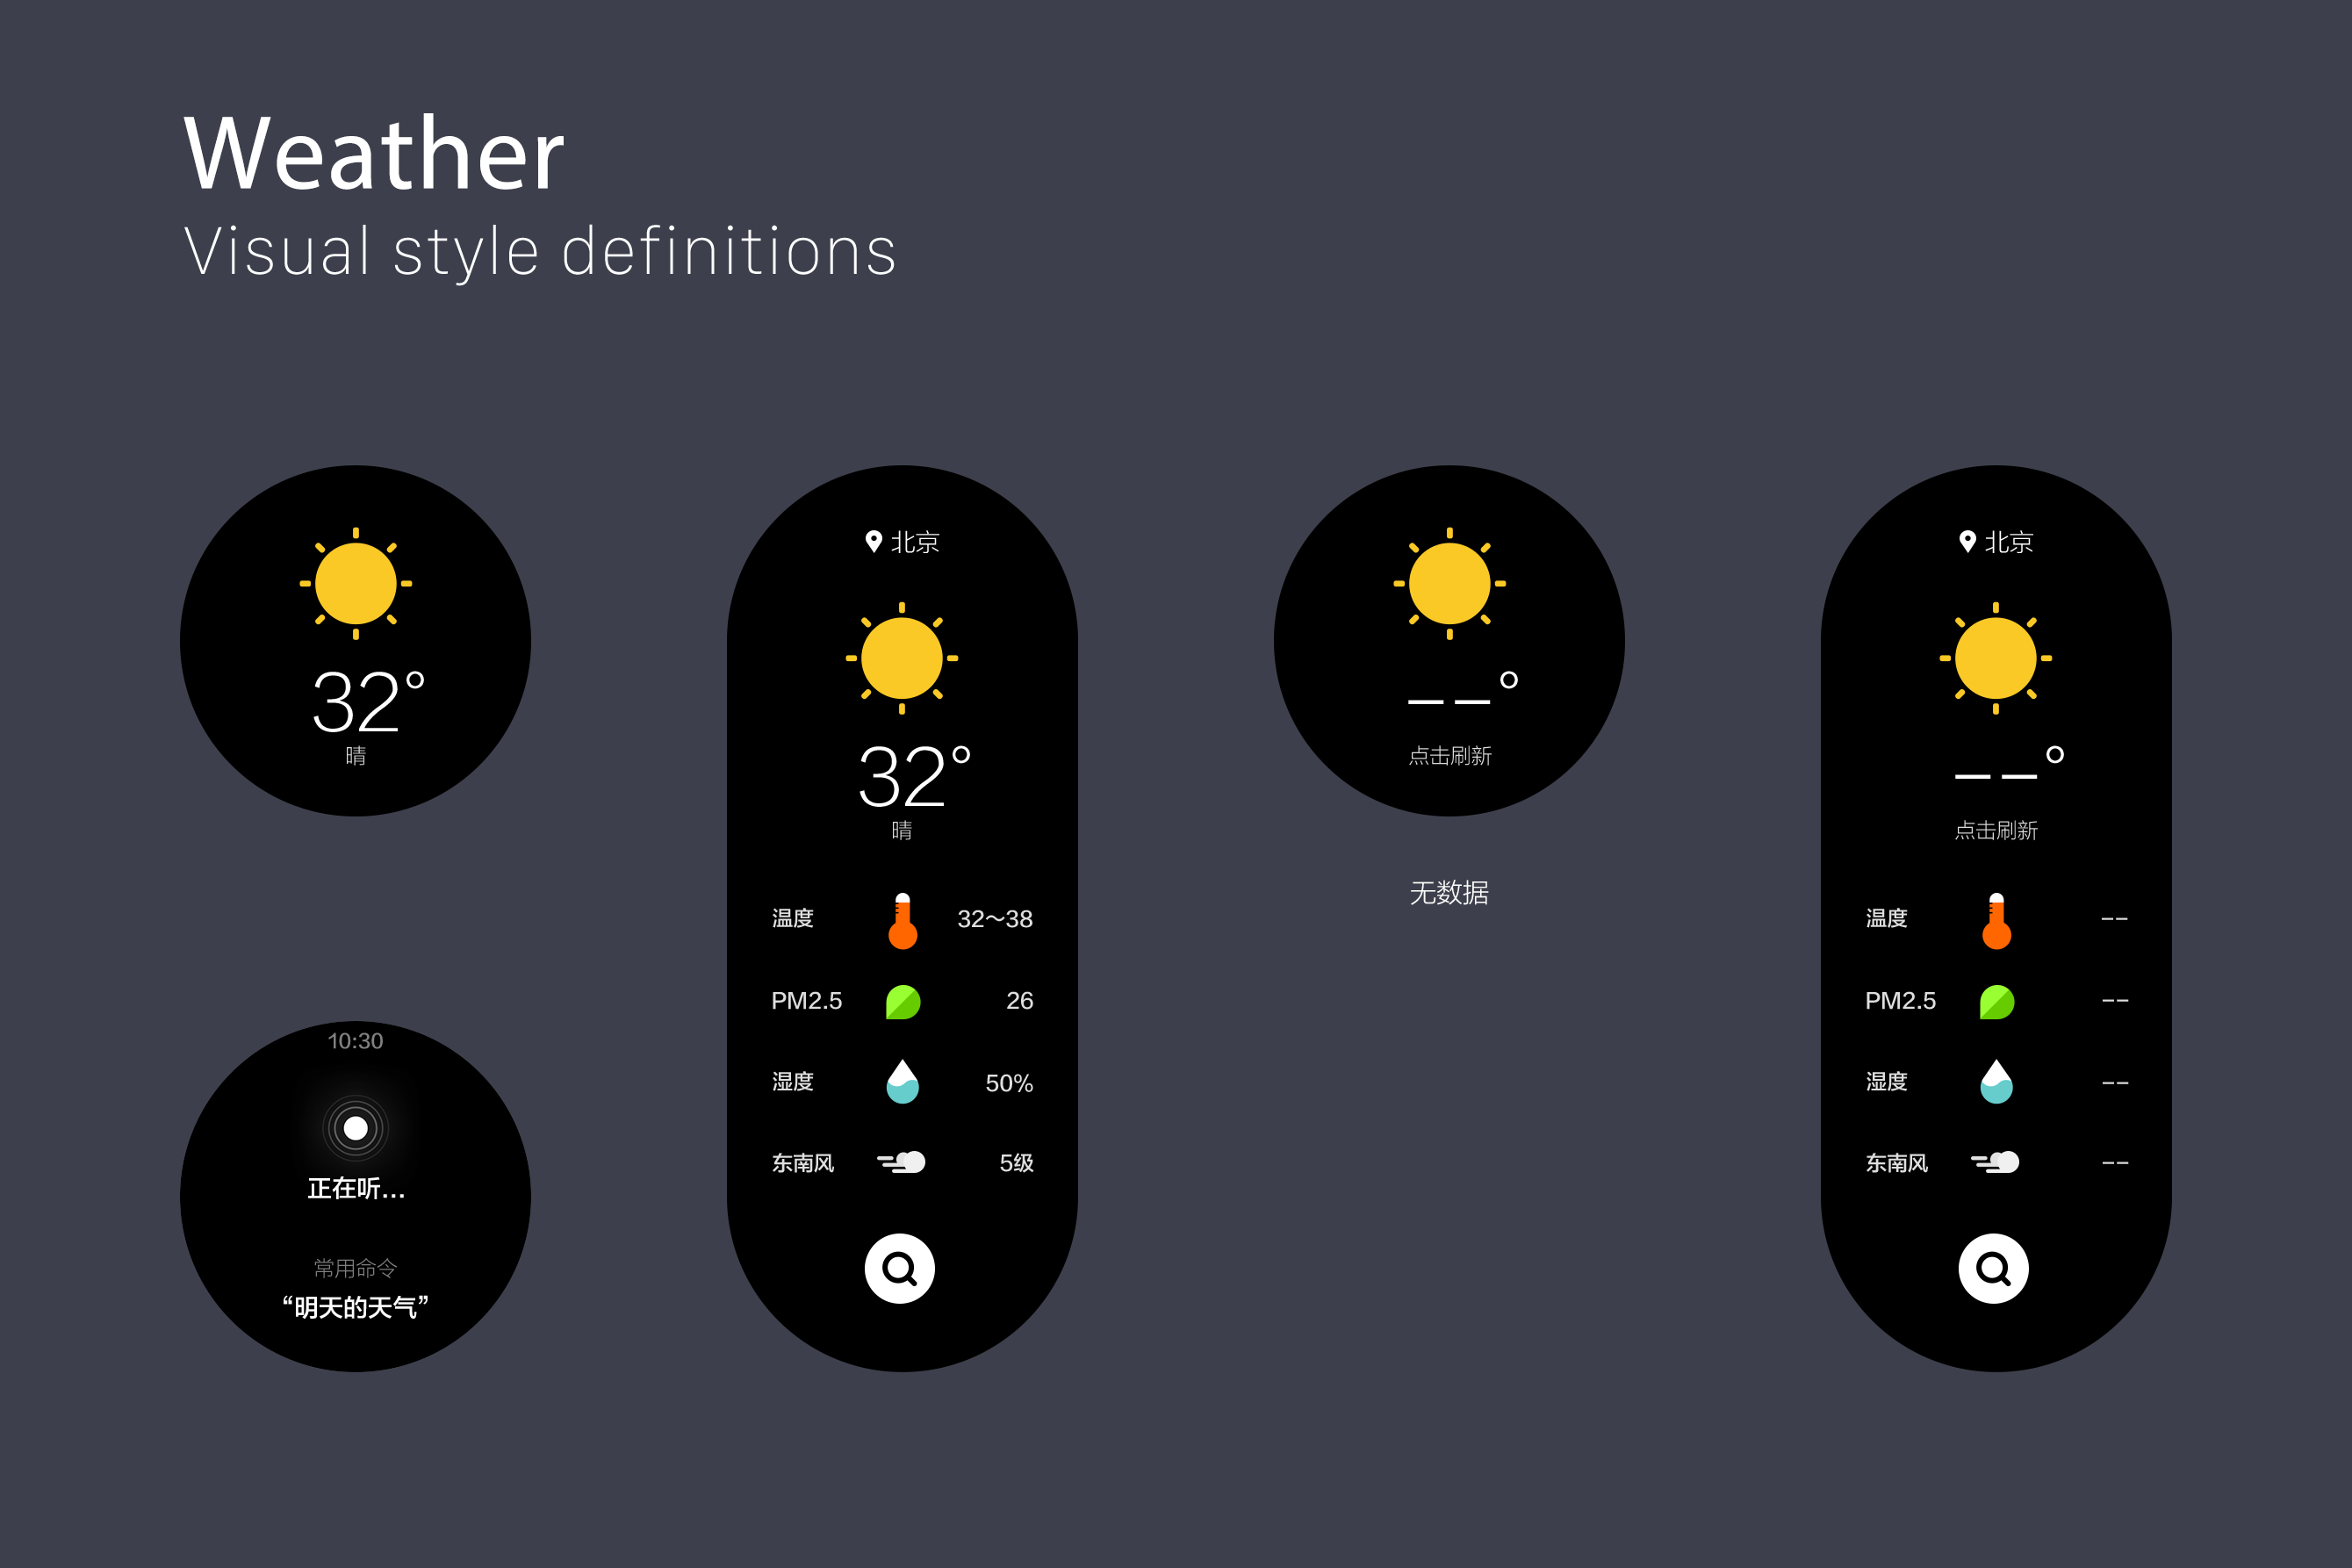 Weather
Visual style definitions
32°
晴
10:30
正在听...
常用命令
“明天的天气”
北京
32°
晴
温度 32～38
PM2.5 26
湿度 50%
东南风 5级
– –°
点击刷新
无数据
北京
– –°
点击刷新
温度 --
PM2.5 --
湿度 --
东南风 --